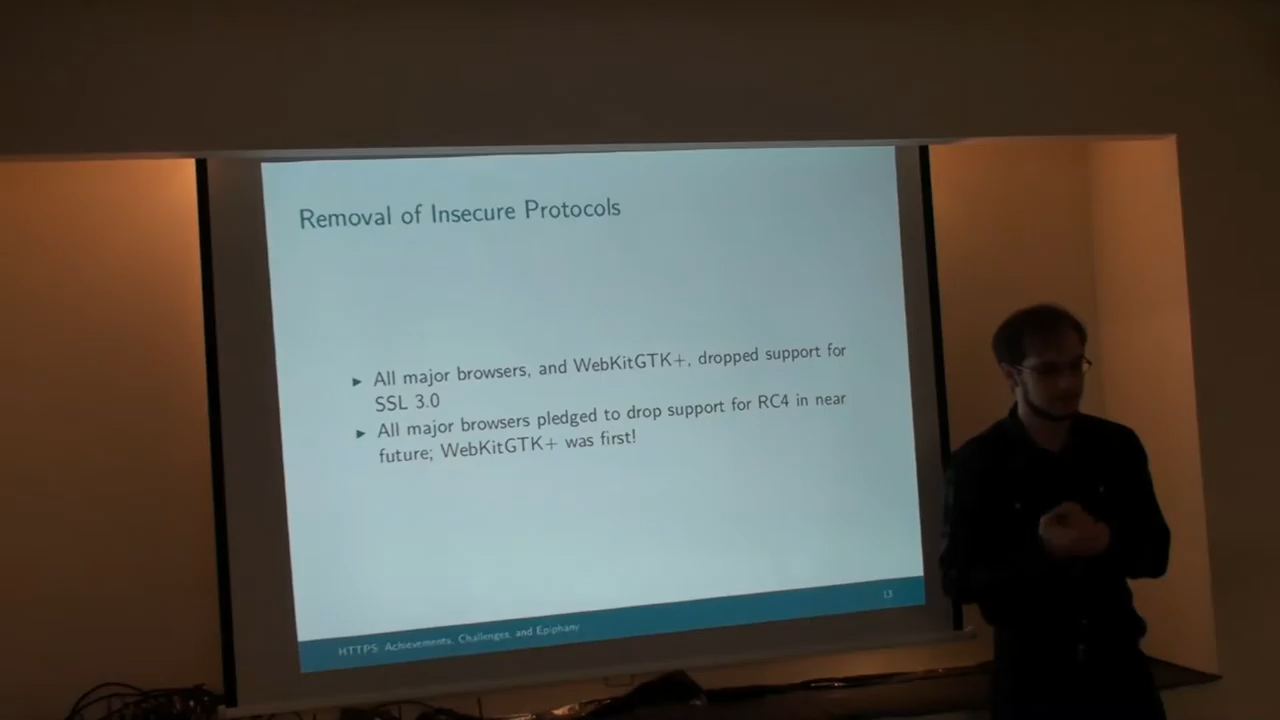 Removal of Insecure Protocols
▶ All major browsers, and WebKitGTK+, dropped support for
SSL 3.0
▶ All major browsers pledged to drop support for RC4 in near
future; WebKitGTK+ was first!
HTTPS: Achievements, Challenges, and Epiphany
13